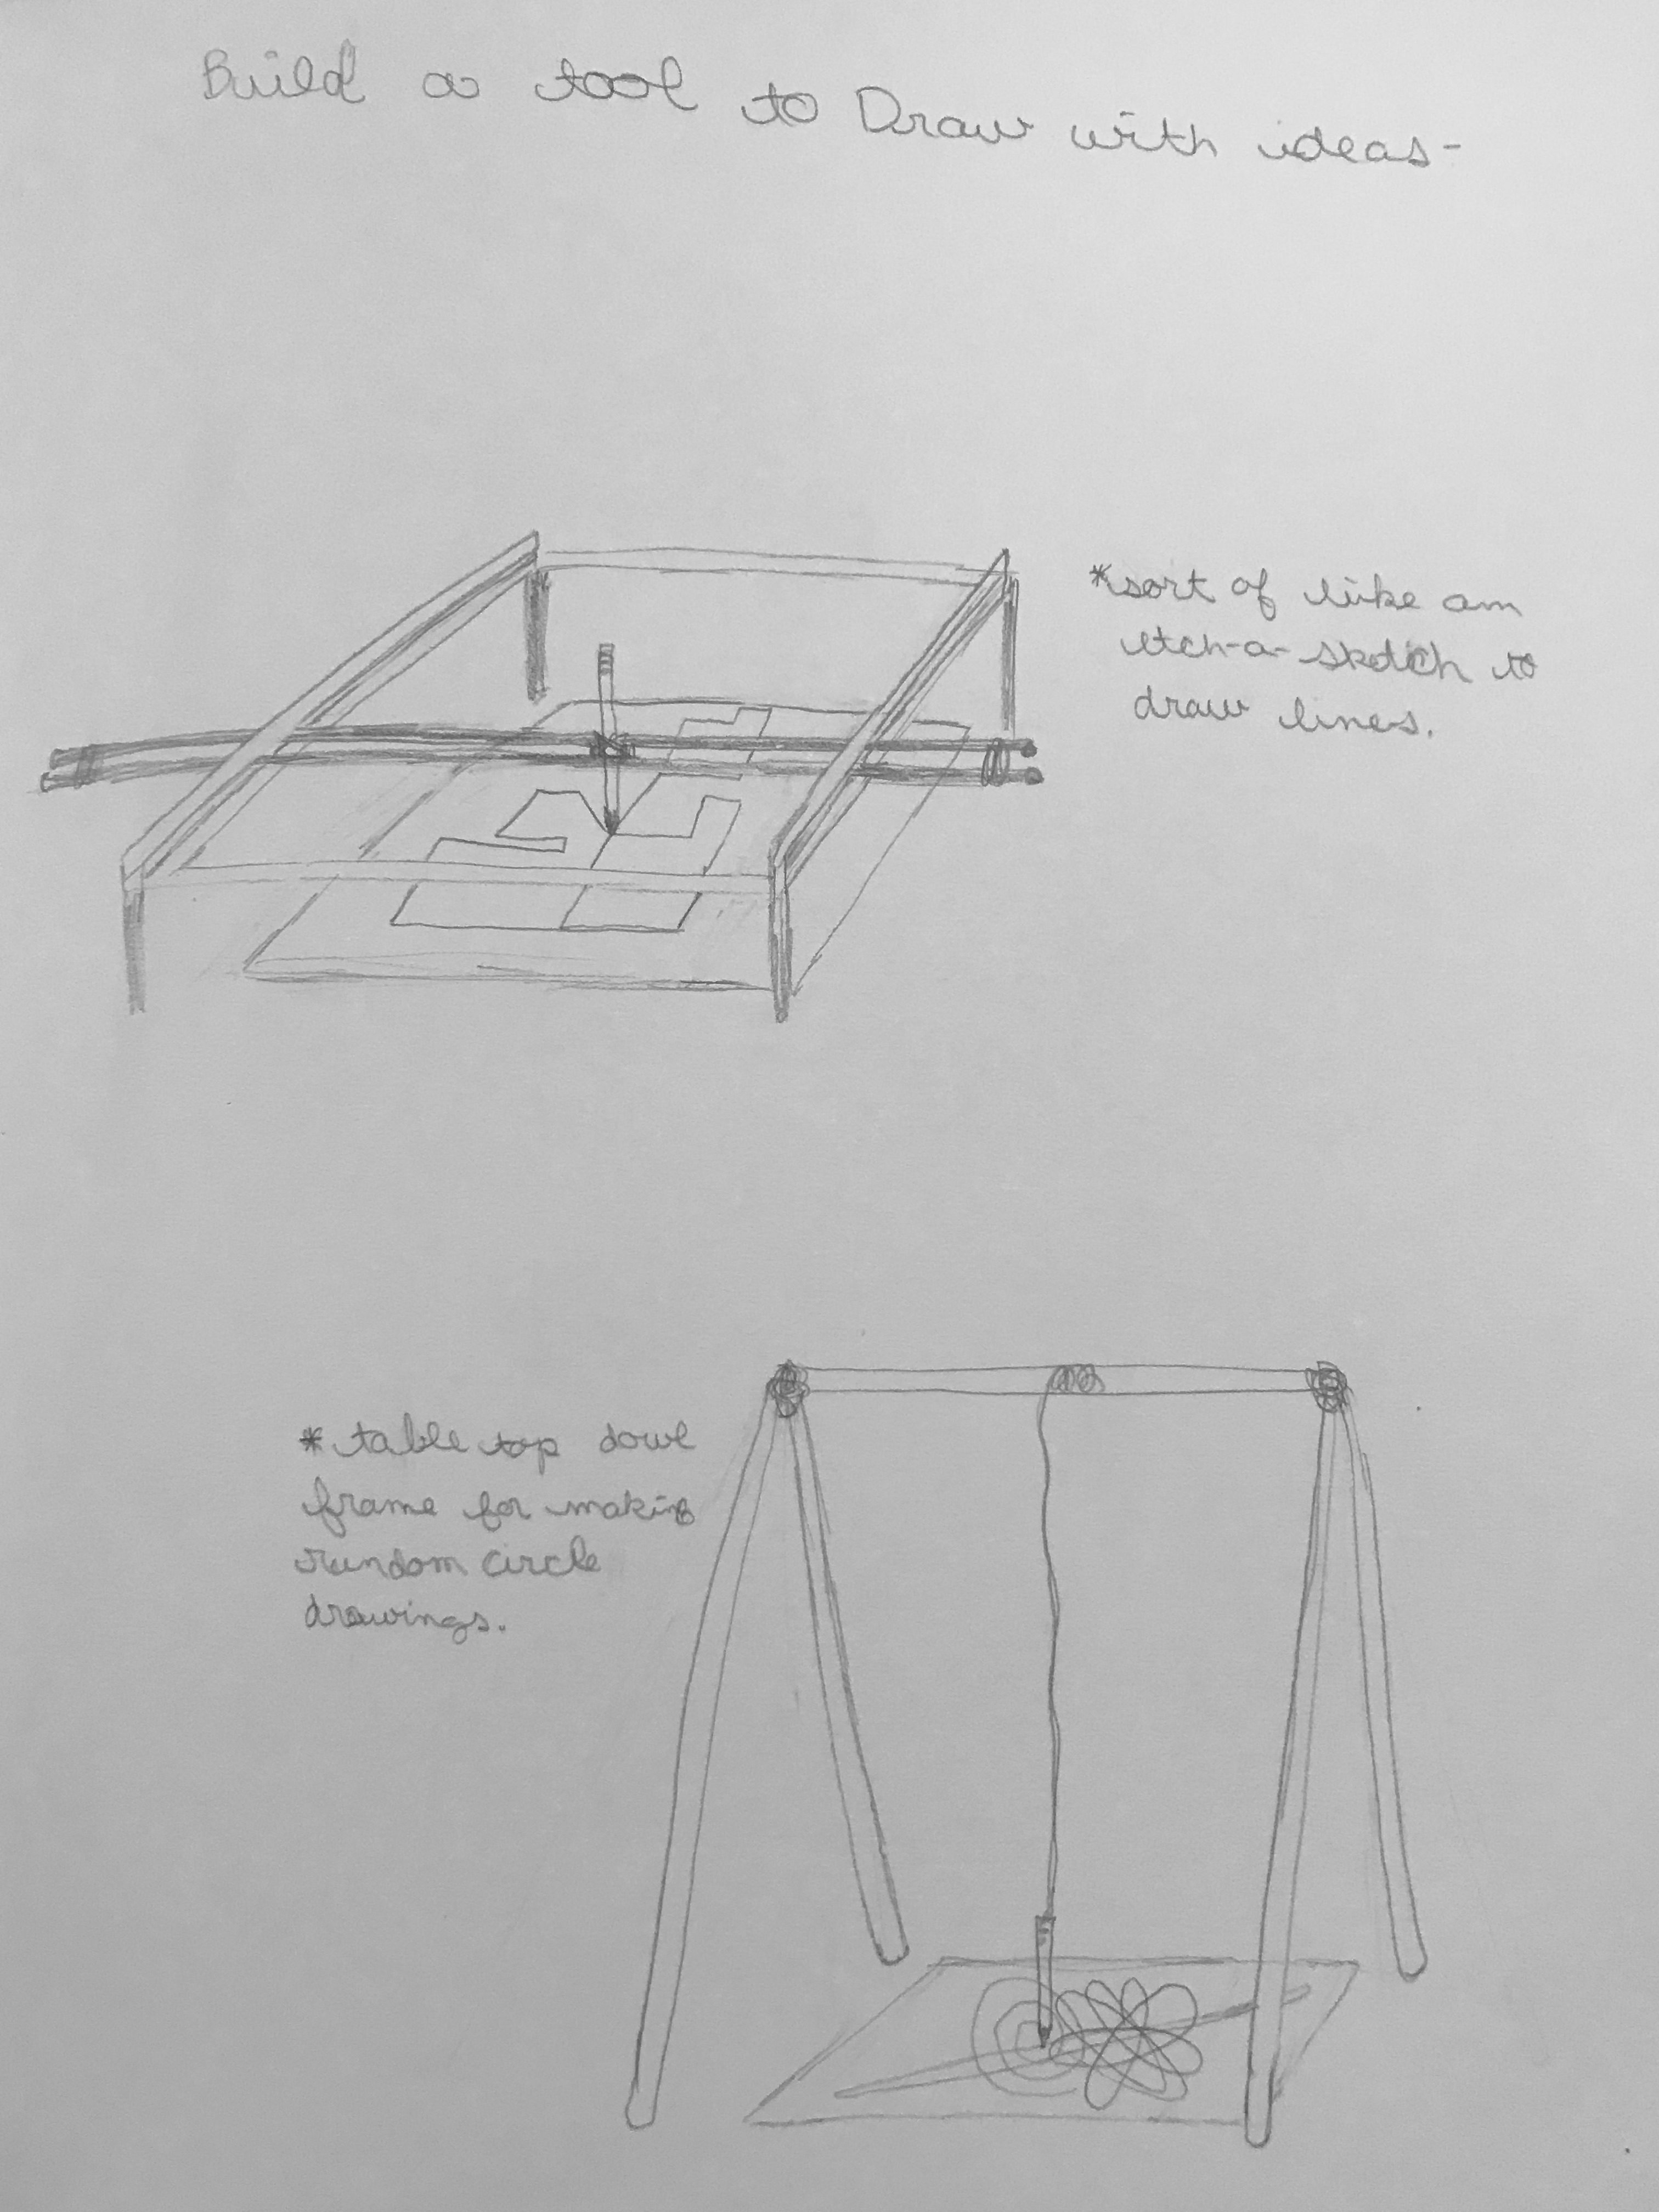 Build a tool to Draw with ideas-
*sort of like an
etch-a-sketch to
draw lines.
*table top dowl
frame for making
random circle
drawings.